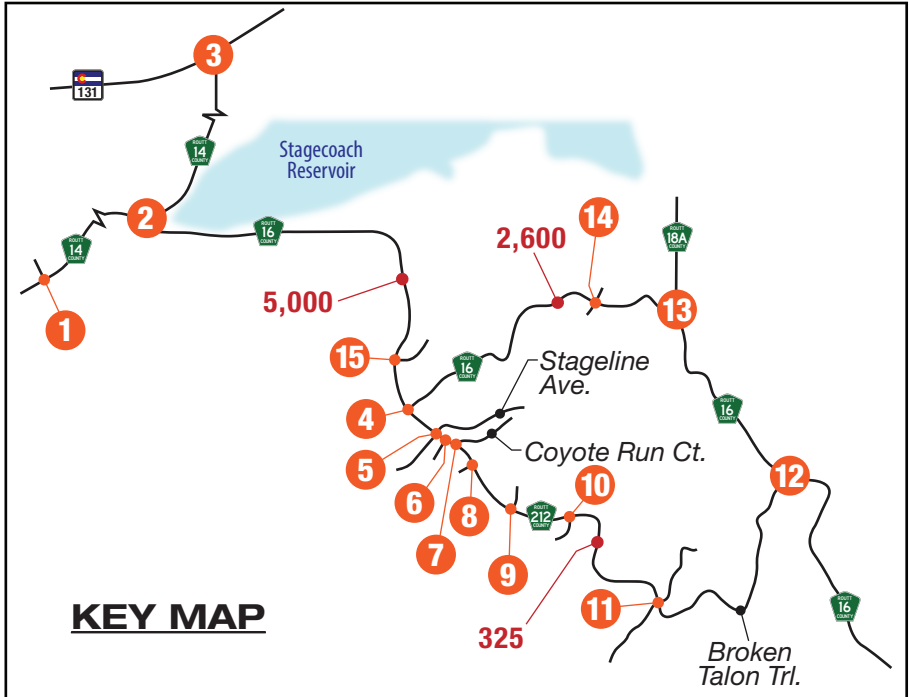 3
131
ROUTT
14
COUNTY
Stagecoach
Reservoir
2
ROUTT
16
COUNTY
14
ROUTT
18A
COUNTY
ROUTT
14
COUNTY
2,600
5,000
13
1
15
ROUTT
16
COUNTY
Stageline
Ave.
4
ROUTT
16
COUNTY
Coyote Run Ct.
5
12
6
10
8
ROUTT
212
COUNTY
7
9
11
ROUTT
16
COUNTY
KEY MAP
325
Broken
Talon Trl.